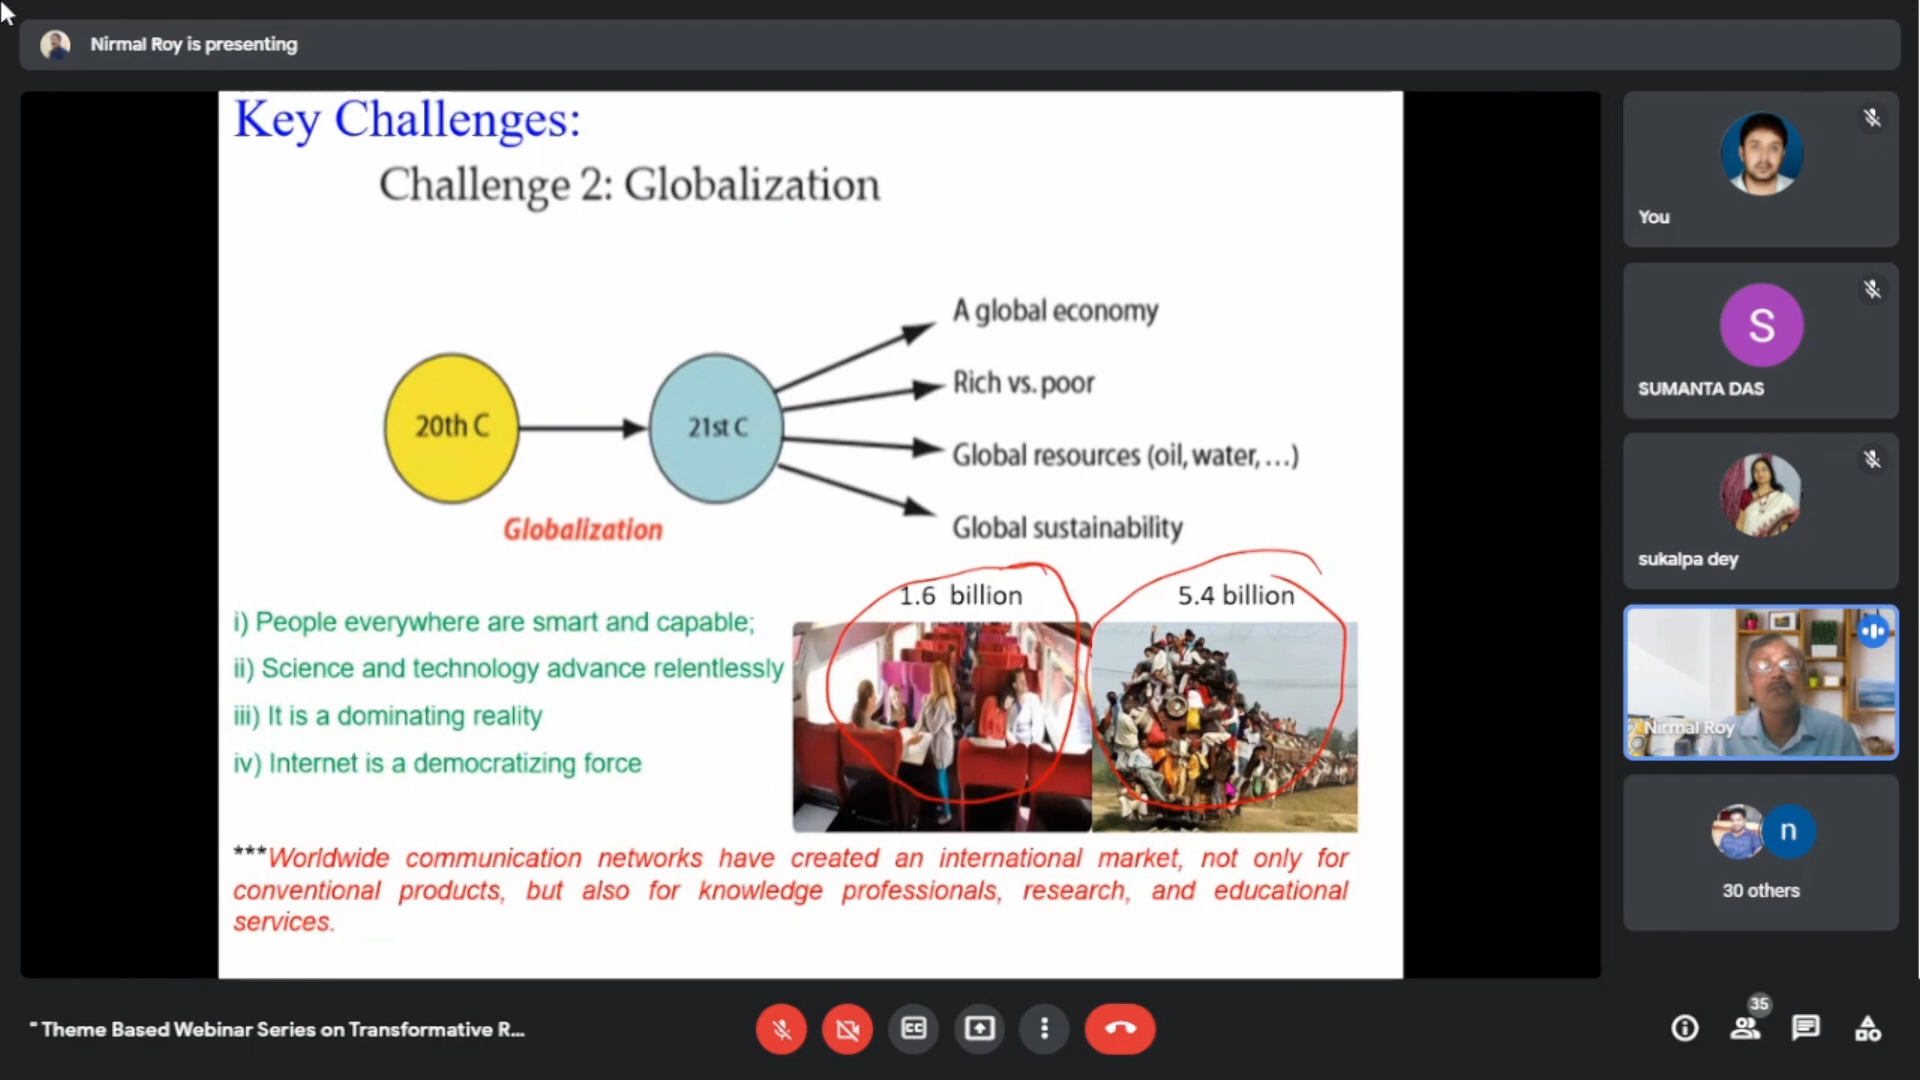 Nirmal Roy is presenting
Key Challenges:
Challenge 2: Globalization
20th C
21st C
Globalization
A global economy
Rich vs. poor
Global resources (oil, water, ...)
Global sustainability
1.6 billion
5.4 billion
i) People everywhere are smart and capable;
ii) Science and technology advance relentlessly
iii) It is a dominating reality
iv) Internet is a democratizing force
***Worldwide communication networks have created an international market, not only for
conventional products, but also for knowledge professionals, research, and educational
services.
You
S
SUMANTA DAS
sukalpa dey
Nirmal Roy
n
30 others
" Theme Based Webinar Series on Transformative R...
CC
35